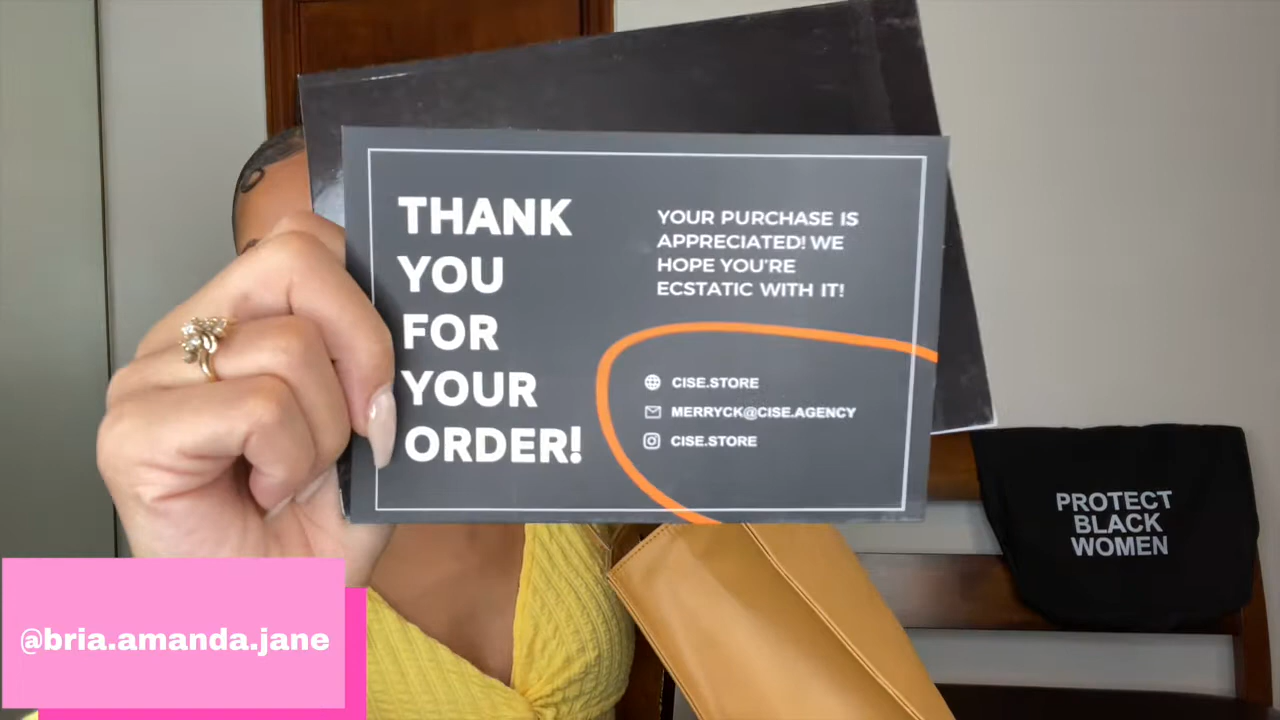 THANK
YOU
FOR
YOUR
ORDER!
YOUR PURCHASE IS
APPRECIATED! WE
HOPE YOU'RE
ECSTATIC WITH IT!
CISE.STORE
MERRYCK@CISE.AGENCY
CISE.STORE
PROTECT
BLACK
WOMEN
@bria.amanda.jane